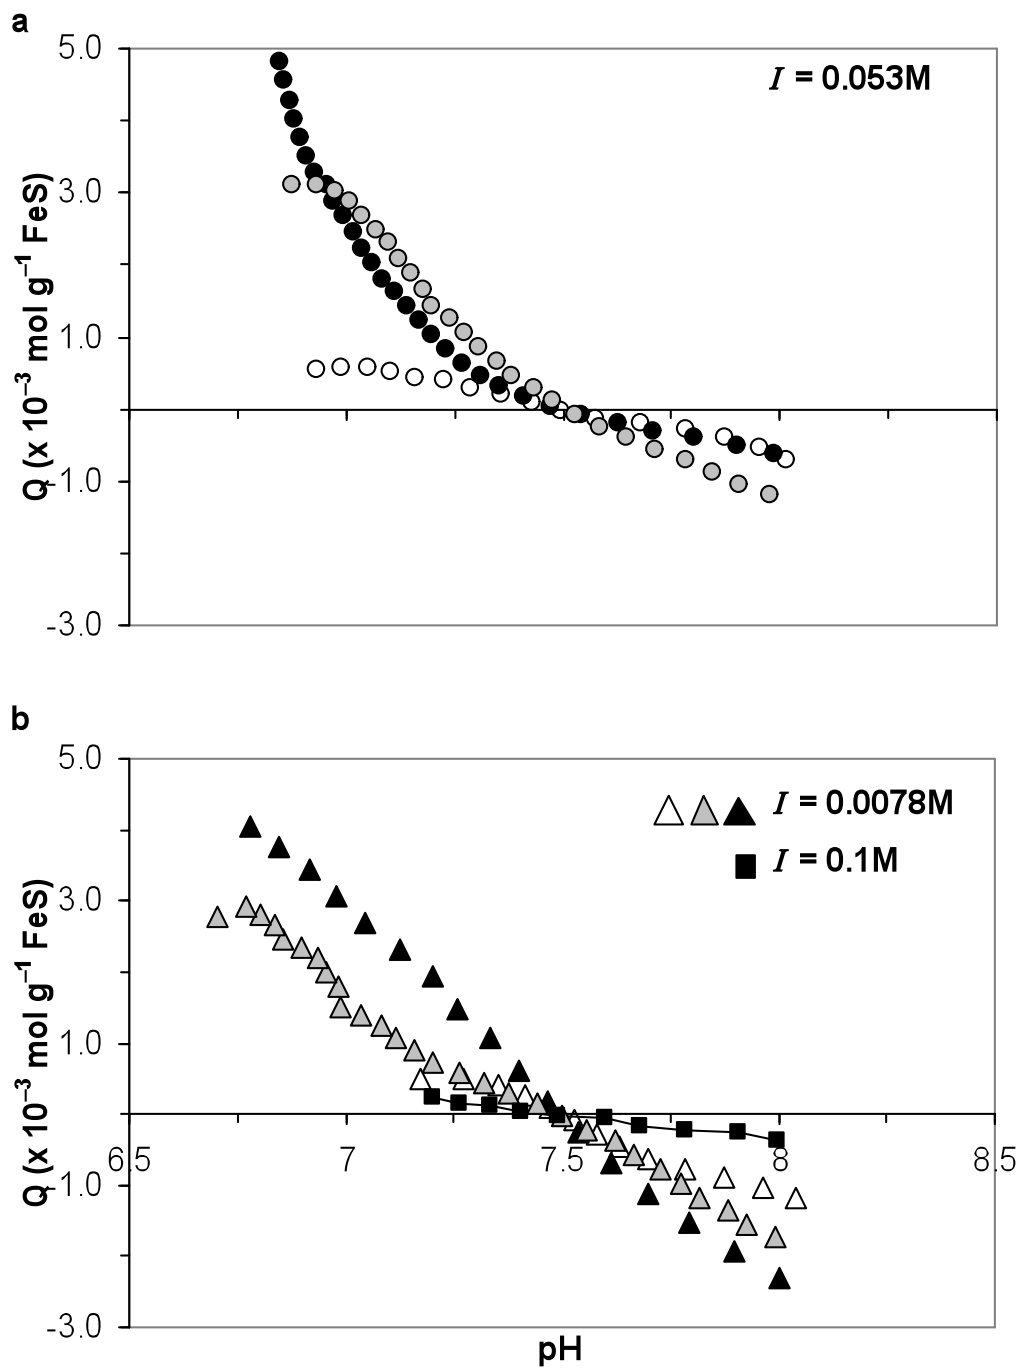 a
5.0
I = 0.053M
3.0
1.0
-1.0
-3.0
Q (x 10⁻³ mol g⁻¹ FeS)
b
5.0
I = 0.0078M
I = 0.1M
3.0
1.0
6.5 7 7.5 8 8.5
-1.0
-3.0
Q (x 10⁻³ mol g⁻¹ FeS)
pH